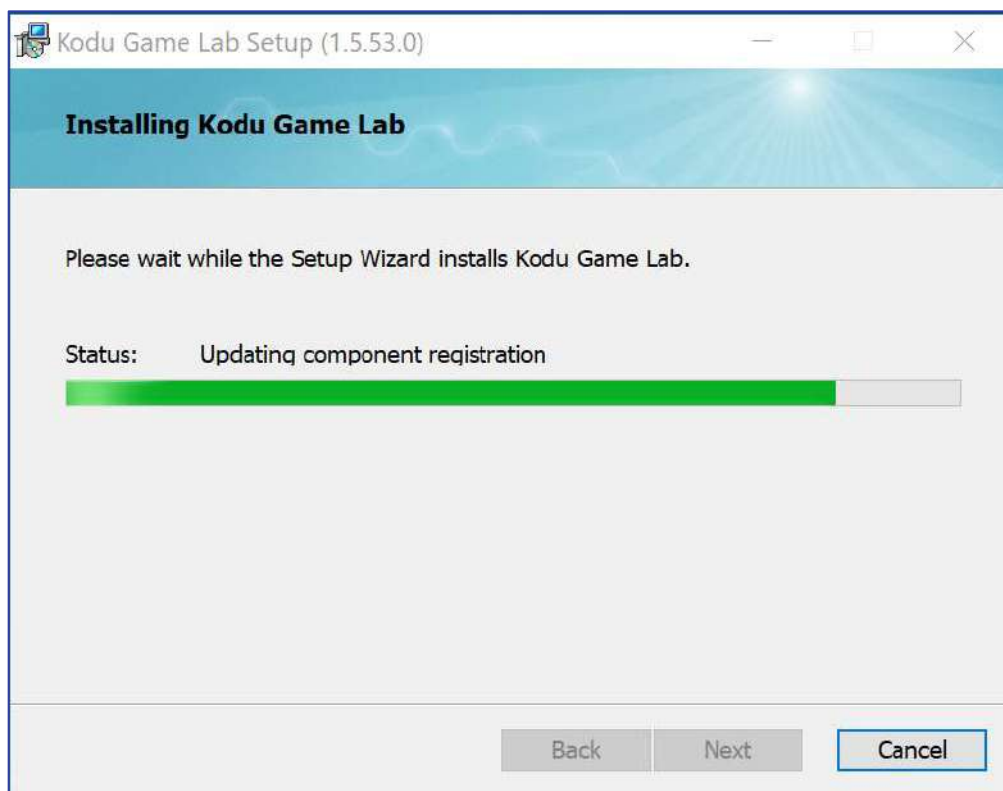 Kodu Game Lab Setup (1.5.53.0)
Installing Kodu Game Lab
Please wait while the Setup Wizard installs Kodu Game Lab.
Status: Updating component registration
Back Next Cancel